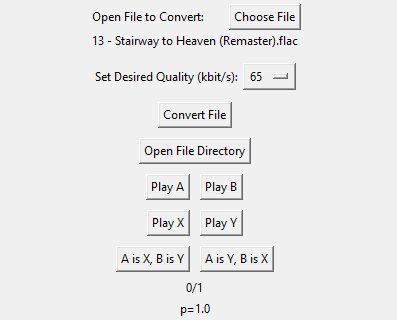 Open File to Convert: Choose File
13 - Stairway to Heaven (Remaster).flac
Set Desired Quality (kbit/s): 65
Convert File
Open File Directory
Play A Play B
Play X Play Y
A is X, B is Y A is Y, B is X
0/1
p=1.0